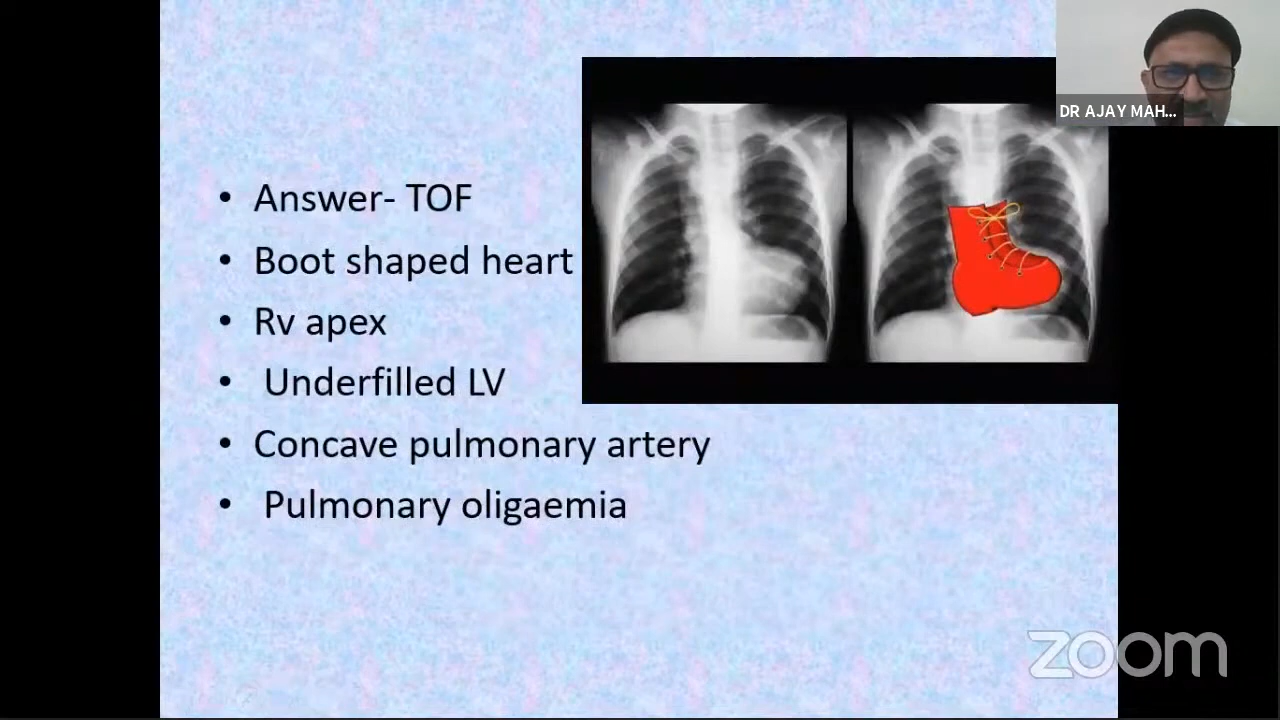 DR AJAY MAH...
• Answer- TOF
• Boot shaped heart
• Rv apex
• Underfilled LV
• Concave pulmonary artery
• Pulmonary oligaemia
zoom